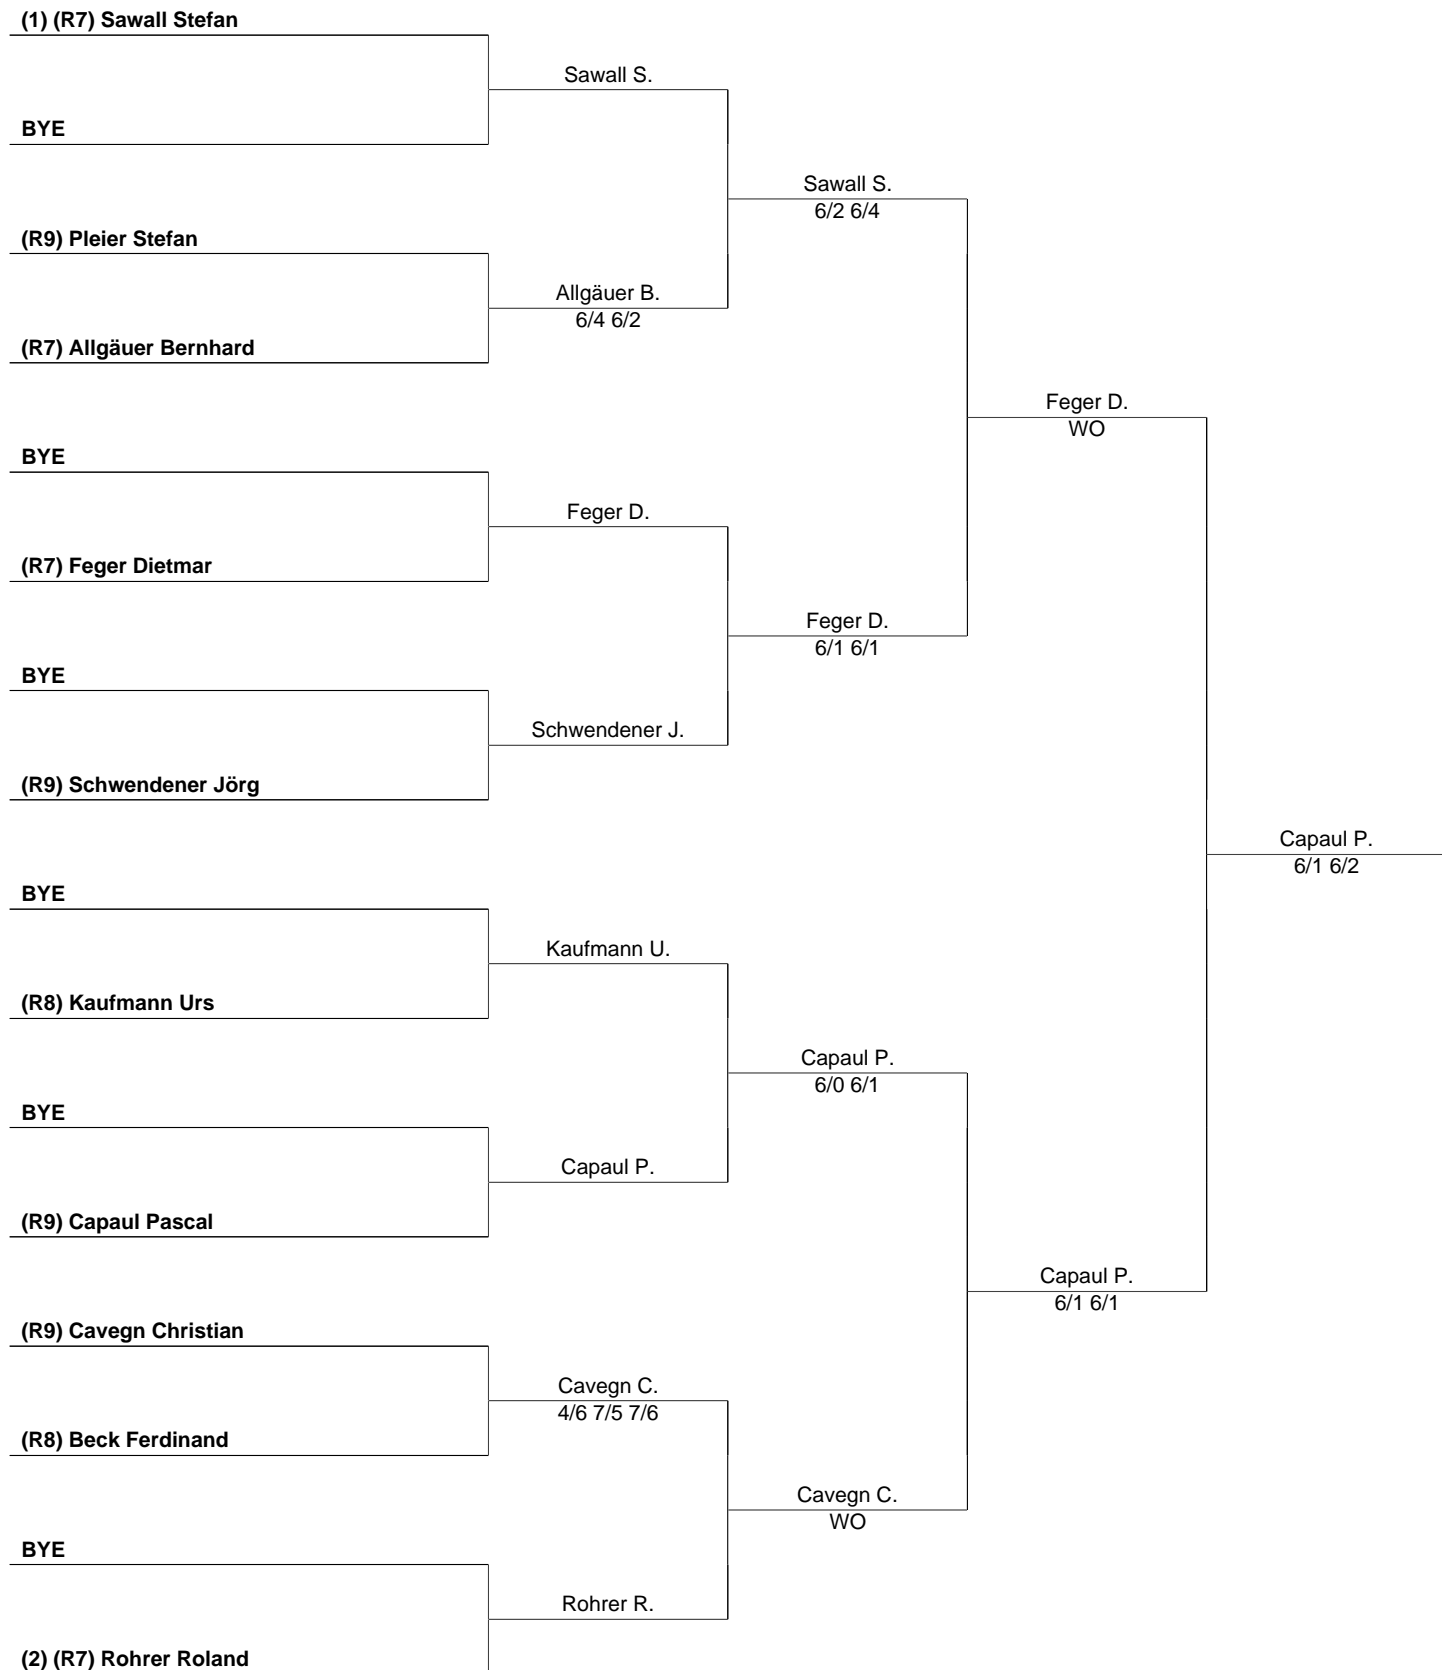 (1) (R7) Sawall Stefan
Sawall S.
BYE
Sawall S.
6/2 6/4
(R9) Pleier Stefan
Allgäuer B.
6/4 6/2
(R7) Allgäuer Bernhard
Feger D.
WO
BYE
Feger D.
(R7) Feger Dietmar
Feger D.
6/1 6/1
BYE
Schwendener J.
(R9) Schwendener Jörg
Capaul P.
6/1 6/2
BYE
Kaufmann U.
(R8) Kaufmann Urs
Capaul P.
6/0 6/1
BYE
Capaul P.
(R9) Capaul Pascal
Capaul P.
6/1 6/1
(R9) Cavegn Christian
Cavegn C.
4/6 7/5 7/6
(R8) Beck Ferdinand
Cavegn C.
WO
BYE
Rohrer R.
(2) (R7) Rohrer Roland